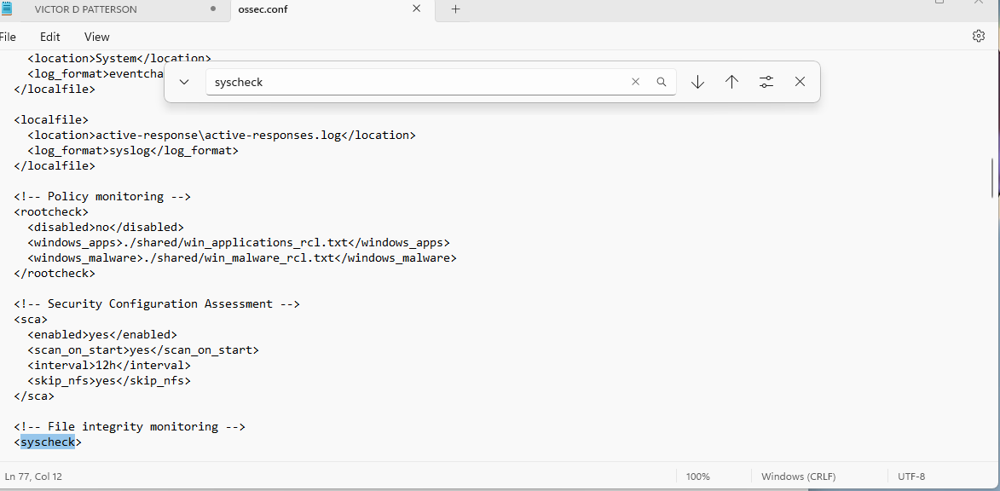 VICTOR D PATTERSON
ossec.conf
File
Edit
View
<location>System</location>
<log_format>eventcha
</localfile>
syscheck
<localfile>
<location>active-response\active-responses.log</location>
<log_format>syslog</log_format>
</localfile>
<!-- Policy monitoring -->
<rootcheck>
<disabled>no</disabled>
<windows_apps>./shared/win_applications_rcl.txt</windows_apps>
<windows_malware>./shared/win_malware_rcl.txt</windows_malware>
</rootcheck>
<!-- Security Configuration Assessment -->
<sca>
<enabled>yes</enabled>
<scan_on_start>yes</scan_on_start>
<interval>12h</interval>
<skip_nfs>yes</skip_nfs>
</sca>
<!-- File integrity monitoring -->
<syscheck>
Ln 77, Col 12
100%
Windows (CRLF)
UTF-8